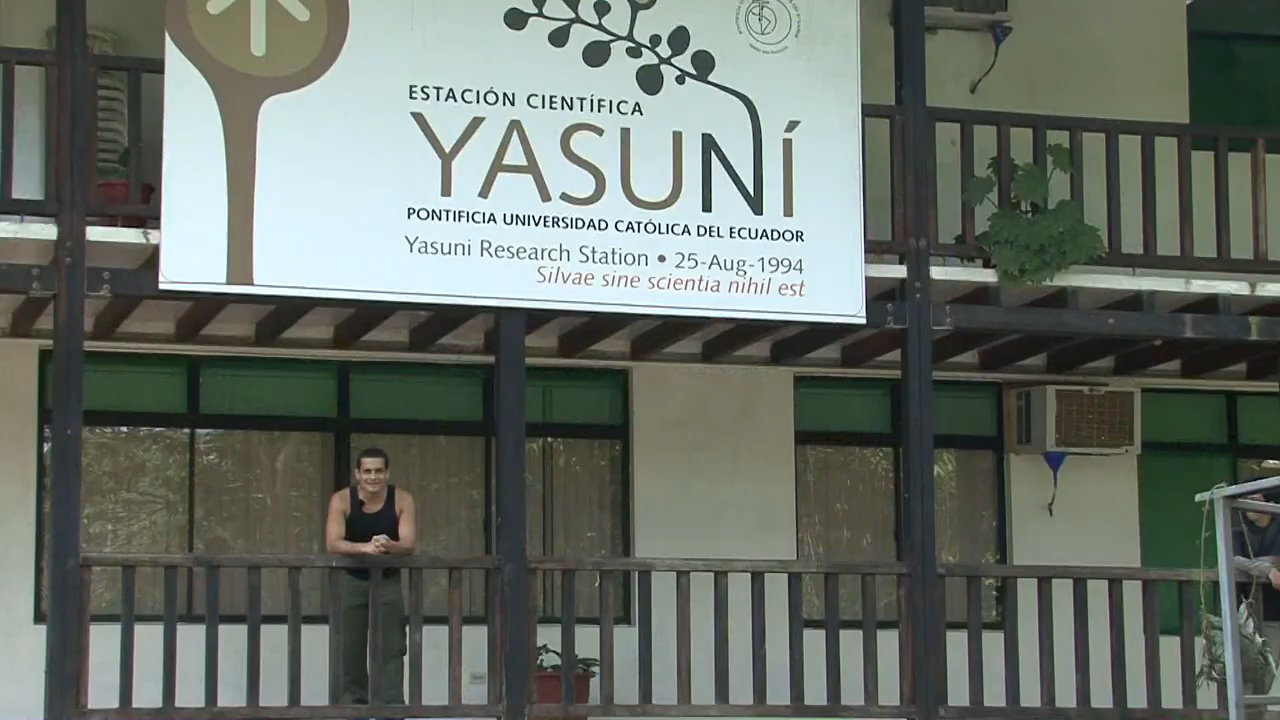 ESTACIÓN CIENTÍFICA
YASUNÍ
PONTIFICIA UNIVERSIDAD CATÓLICA DEL ECUADOR
Yasuni Research Station • 25-Aug-1994
Silvae sine scientia nihil est